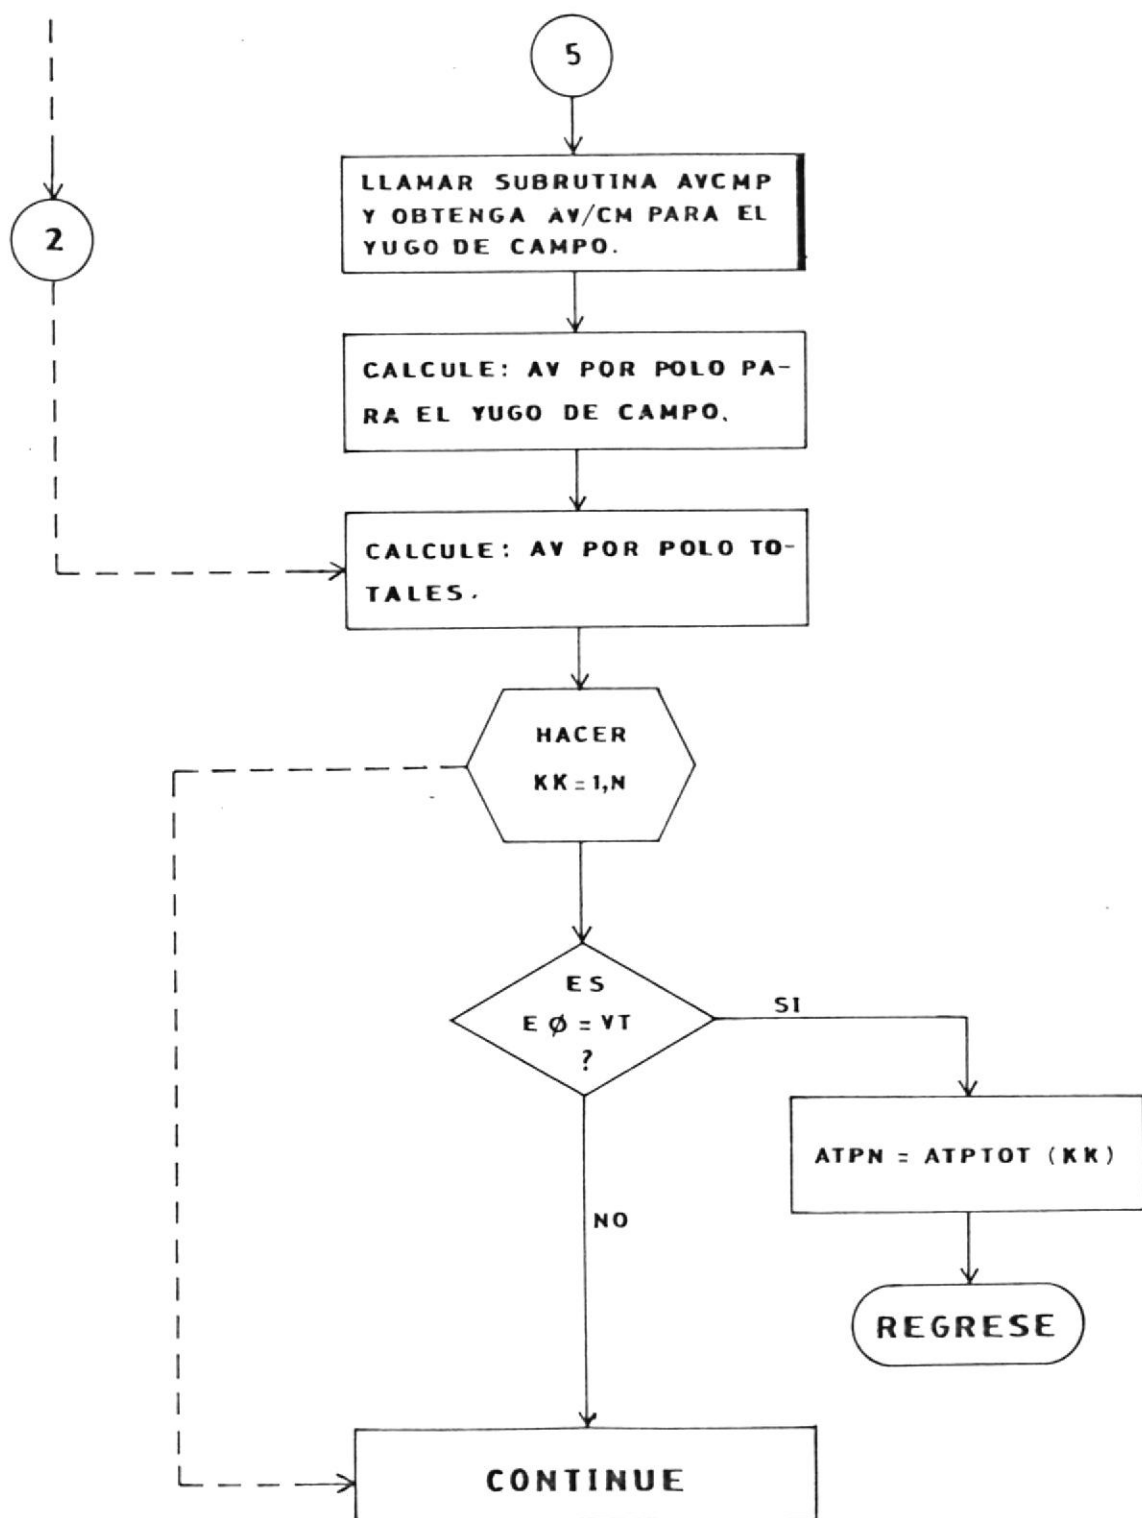 5
LLAMAR SUBRUTINA AVCMP
Y OBTENGA AV/CM PARA EL
YUGO DE CAMPO.
2
CALCULE: AV POR POLO PA-
RA EL YUGO DE CAMPO.
CALCULE: AV POR POLO TO-
TALES.
HACER
KK=1,N
ES
EØ=VT
?
SI
ATPN = ATPTOT (KK)
NO
REGRESE
CONTINUE